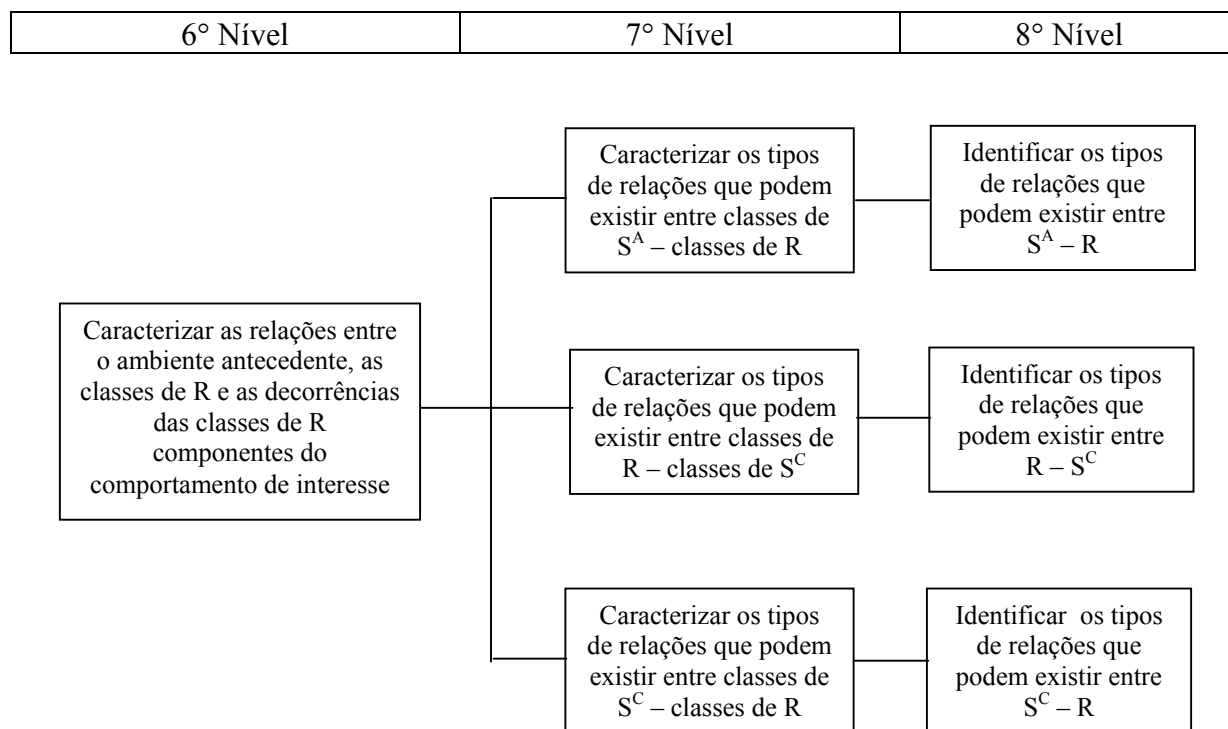 6° Nível
7° Nível
8° Nível
Caracterizar os tipos
de relações que podem
existir entre classes de
S^A – classes de R
Identificar os tipos
de relações que
podem existir entre
S^A – R
Caracterizar as relações entre
o ambiente antecedente, as
classes de R e as decorrências
das classes de R
componentes do
comportamento de interesse
Caracterizar os tipos
de relações que podem
existir entre classes de
R – classes de S^C
Identificar os tipos
de relações que
podem existir entre
R – S^C
Caracterizar os tipos
de relações que podem
existir entre classes de
S^C – classes de R
Identificar os tipos
de relações que
podem existir entre
S^C – R